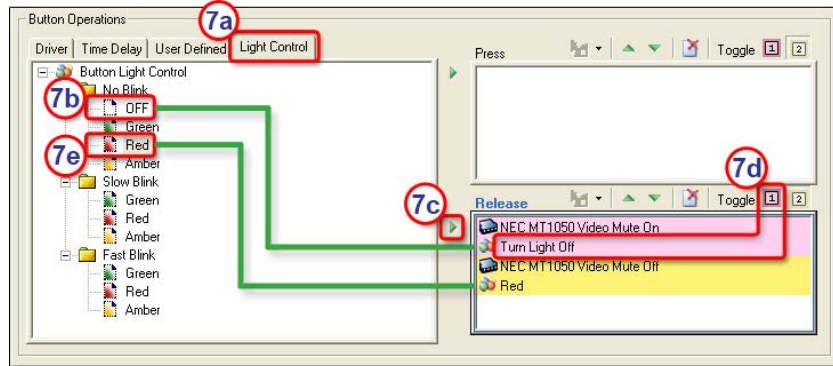 Button Operations
7a
Driver Time Delay User Defined Light Control
Button Light Control
No Blink
7b
OFF
Green
7e
Red
Amber
Slow Blink
Green
Red
Amber
Fast Blink
Green
Red
Amber
Press Toggle 1 2
7d
7c
Release Toggle 1 2
NEC MT1050 Video Mute On
Turn Light Off
NEC MT1050 Video Mute Off
Red